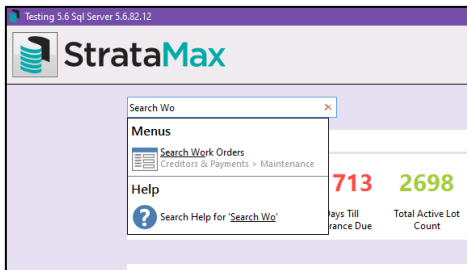 Testing 5.6 Sql Server 5.6.82.12
StrataMax
Search Wo
Menus
Search Work Orders
Creditors & Payments > Maintenance
Help
Search Help for 'Search Wo'
713
2698
Days Till
rance Due
Total Active Lot
Count